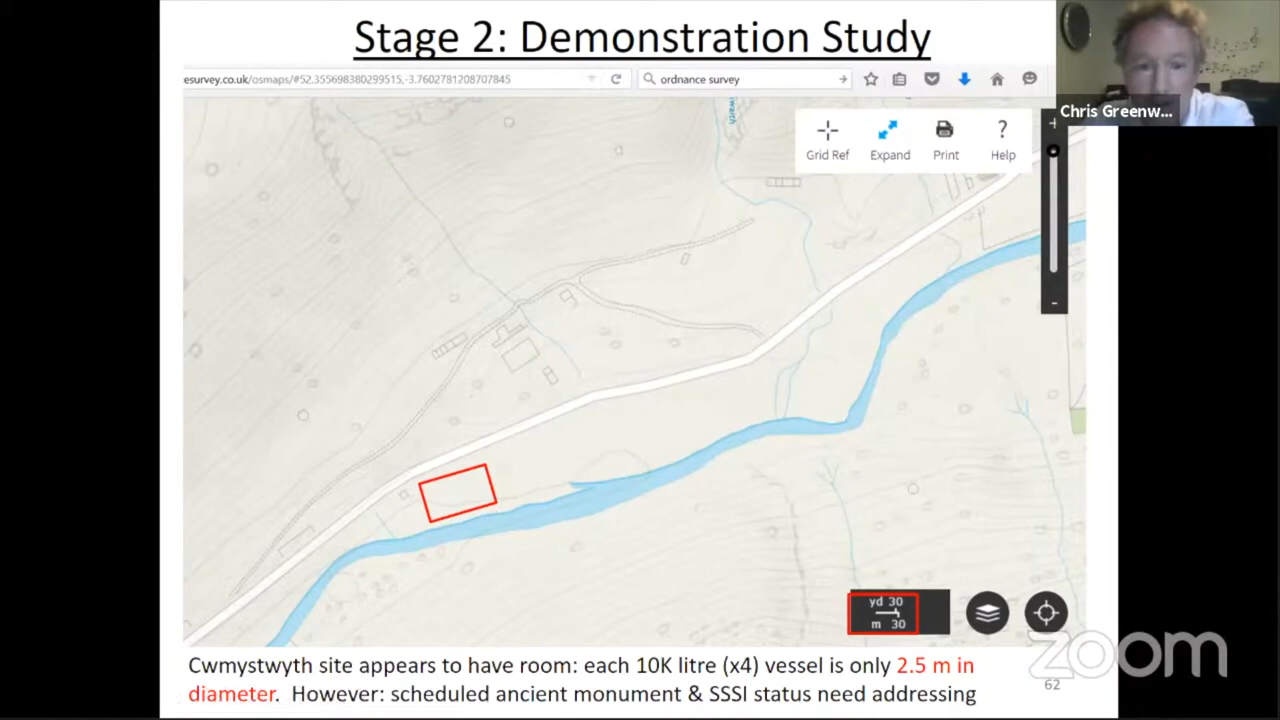 Stage 2: Demonstration Study
esurvey.co.uk/osmaps/#52.355698380299515,-3.7602781208707845
ordnance survey
Chris Greenw...
Grid Ref
Expand
Print
Help
yd 30
m 30
Cwmystwyth site appears to have room: each 10K litre (x4) vessel is only 2.5 m in
diameter. However: scheduled ancient monument & SSSI status need addressing
62
zoom